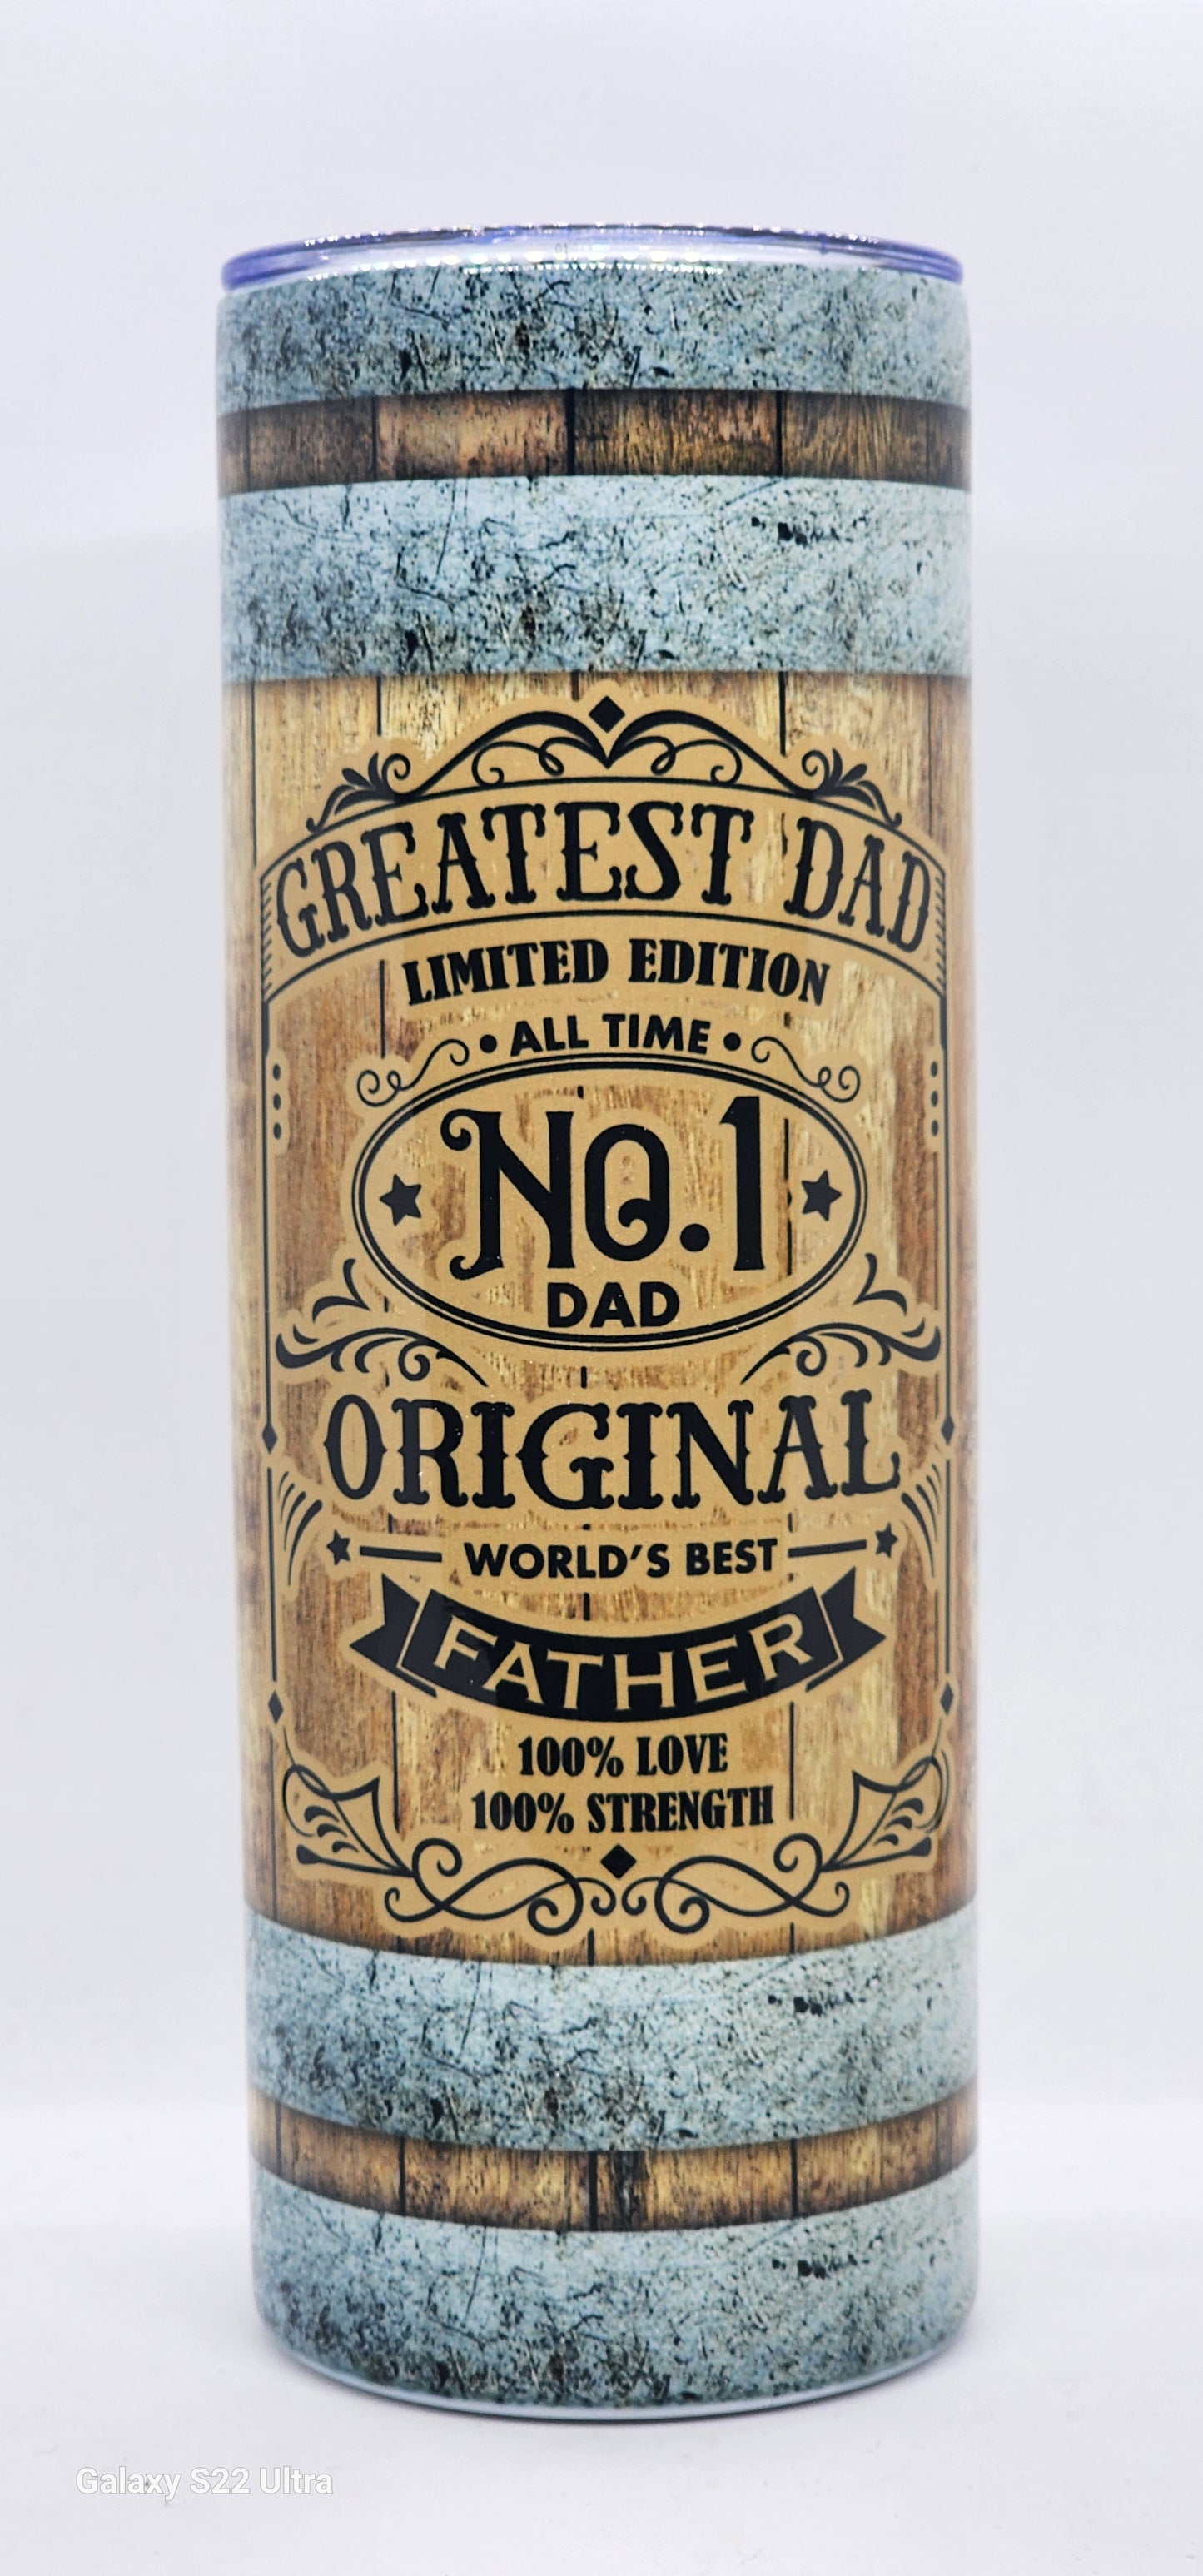 GREATEST DAD
LIMITED EDITION
• ALL TIME •
NO.1
DAD
ORIGINAL
WORLD'S BEST
FATHER
100% LOVE
100% STRENGTH
Galaxy S22 Ultra